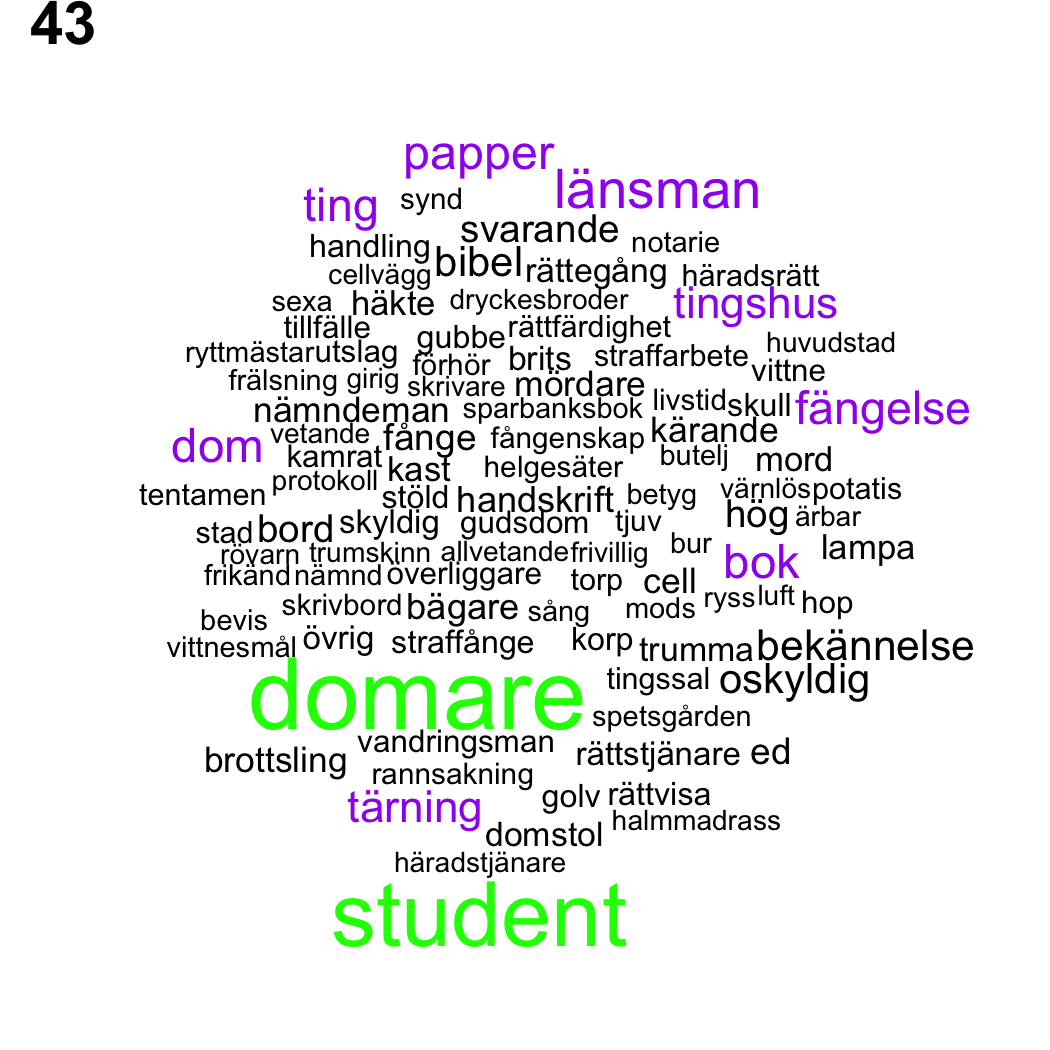 43
papper
länsman
ting synd
svarande notarie
handling bibel rättegång häradsrätt
cellvägg
sexa häkte dryckesbroder tingshus
tillfälle gubbe rättfärdighet
ryttmästarutslag förhör brits straffarbete huvudstad
vittne
frälsning girig skrivare mördare
nämndeman sparbanksbok livstid skull fängelse
dom vetande fånge fångenskap kärande
kamrat kast helgesäter butelj mord
tentamen protokoll stöld handskrift betyg värnlös potatis
stad bord skyldig gudsdom tjuv hög ärbar
rövarn trumskinn allvetande frivillig bur bok lampa
frikänd nämnd överliggare torp cell
bevis skrivbord bägare sång mods ryss luft hop
vittnesmål övrig straffånge korp trumma bekännelse
domare tingssal oskyldig
spetsgården
brottsling vandringsman rättstjänare ed
rannsakning
tärning golv rättvisa
domstol halmmadrass
häradstjänare
student